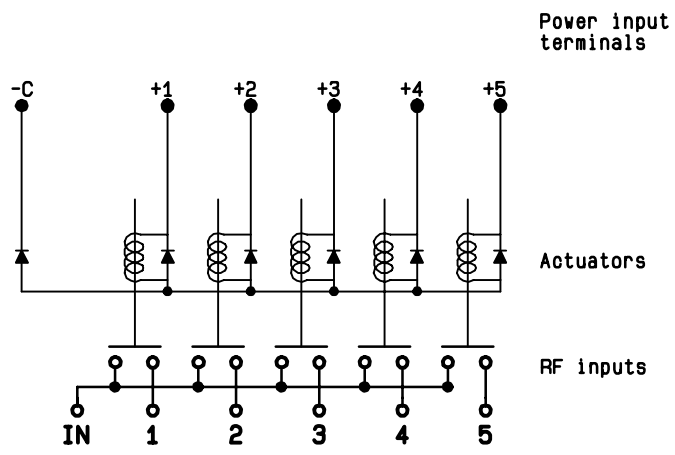 Power input
terminals
-C +1 +2 +3 +4 +5
Actuators
RF inputs
IN 1 2 3 4 5